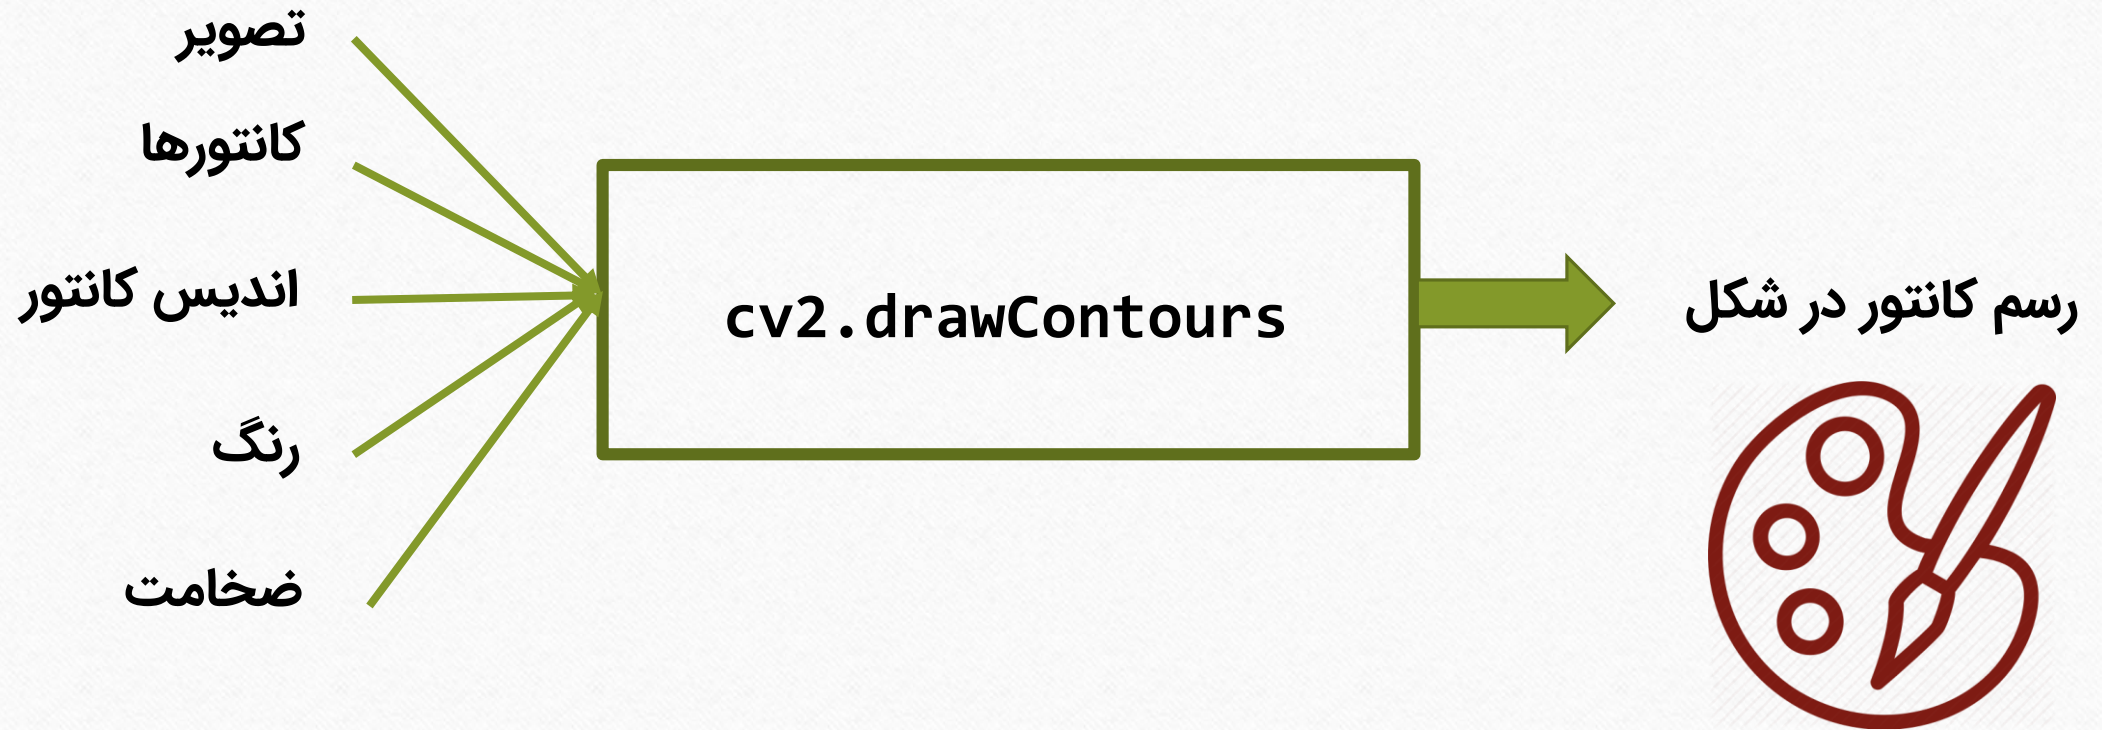 تصویر
کانتورها
اندیس کانتور
رنگ
ضخامت
cv2.drawContours
رسم کانتور در شکل